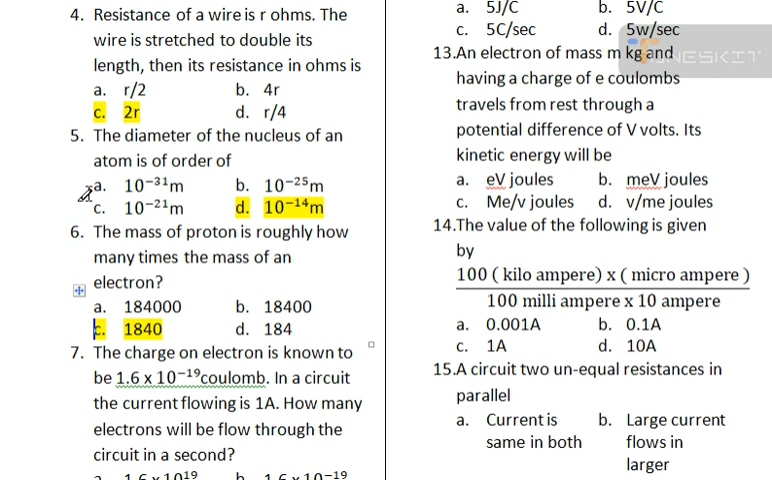 4. Resistance of a wire is r ohms. The
wire is stretched to double its
length, then its resistance in ohms is
a. r/2 b. 4r
c. 2r d. r/4
5. The diameter of the nucleus of an
atom is of order of
a. 10⁻³¹m b. 10⁻²⁵m
c. 10⁻²¹m d. 10⁻¹⁴m
6. The mass of proton is roughly how
many times the mass of an
electron?
a. 184000 b. 18400
c. 1840 d. 184
7. The charge on electron is known to
be 1.6 x 10⁻¹⁹coulomb. In a circuit
the current flowing is 1A. How many
electrons will be flow through the
circuit in a second?
a 1.6 x 10¹⁹ b 1.6 x 10⁻¹⁹
a. 5J/C b. 5V/C
c. 5C/sec d. 5w/sec
13.An electron of mass m kg and
having a charge of e coulombs
travels from rest through a
potential difference of V volts. Its
kinetic energy will be
a. eV joules b. meV joules
c. Me/v joules d. v/me joules
14.The value of the following is given
by
100 ( kilo ampere) x ( micro ampere )
100 milli ampere x 10 ampere
a. 0.001A b. 0.1A
c. 1A d. 10A
15.A circuit two un-equal resistances in
parallel
a. Current is b. Large current
same in both flows in
larger